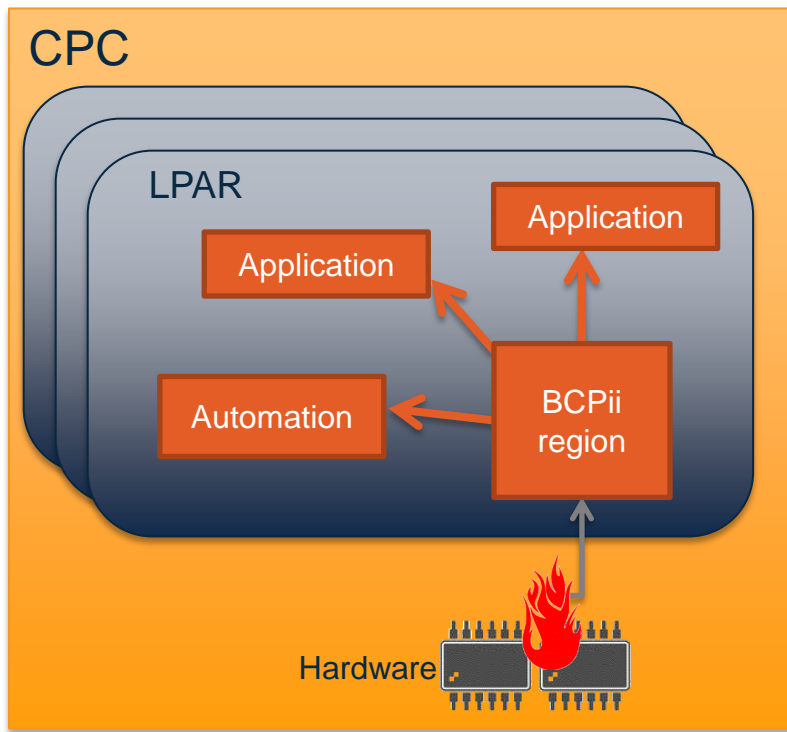 CPC
LPAR
Application
Application
Automation
BCPii
region
Hardware